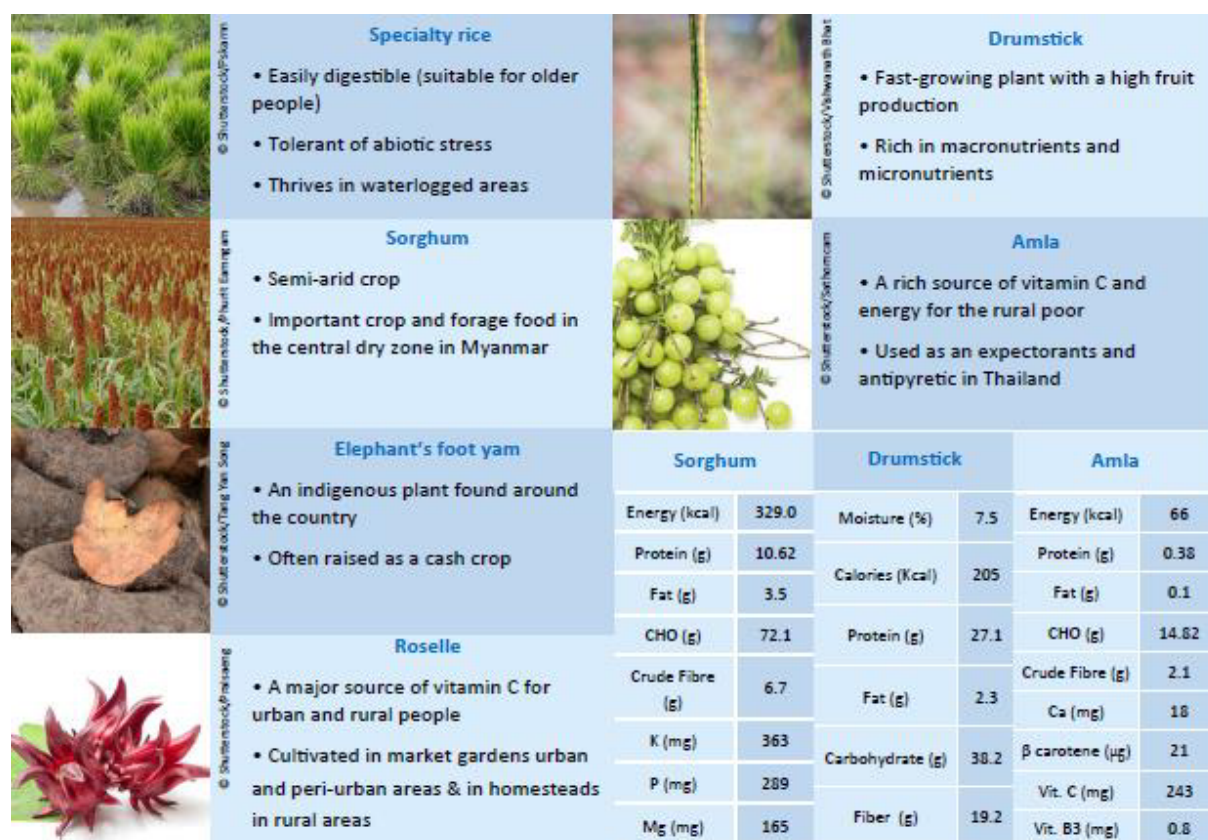 © Shutterstock/Pskamn
Specialty rice
• Easily digestible (suitable for older
people)
• Tolerant of abiotic stress
• Thrives in waterlogged areas
© Shutterstock/Vishwanath Bhat
Drumstick
• Fast-growing plant with a high fruit
production
• Rich in macronutrients and
micronutrients
© Shutterstock/Phurit Eamngam
Sorghum
• Semi-arid crop
• Important crop and forage food in
the central dry zone in Myanmar
© Shutterstock/Sathorncam
Amla
• A rich source of vitamin C and
energy for the rural poor
• Used as an expectorants and
antipyretic in Thailand
© Shutterstock/Tang Yan Song
Elephant's foot yam
• An indigenous plant found around
the country
• Often raised as a cash crop
© Shutterstock/Praisaeng
Roselle
• A major source of vitamin C for
urban and rural people
• Cultivated in market gardens urban
and peri-urban areas & in homesteads
in rural areas
Sorghum
Energy (kcal) 329.0
Protein (g) 10.62
Fat (g) 3.5
CHO (g) 72.1
Crude Fibre
(g) 6.7
K (mg) 363
P (mg) 289
Mg (mg) 165
Drumstick
Moisture (%) 7.5
Calories (Kcal) 205
Protein (g) 27.1
Fat (g) 2.3
Carbohydrate (g) 38.2
Fiber (g) 19.2
Amla
Energy (kcal) 66
Protein (g) 0.38
Fat (g) 0.1
CHO (g) 14.82
Crude Fibre (g) 2.1
Ca (mg) 18
β carotene (µg) 21
Vit. C (mg) 243
Vit. B3 (mg) 0.8